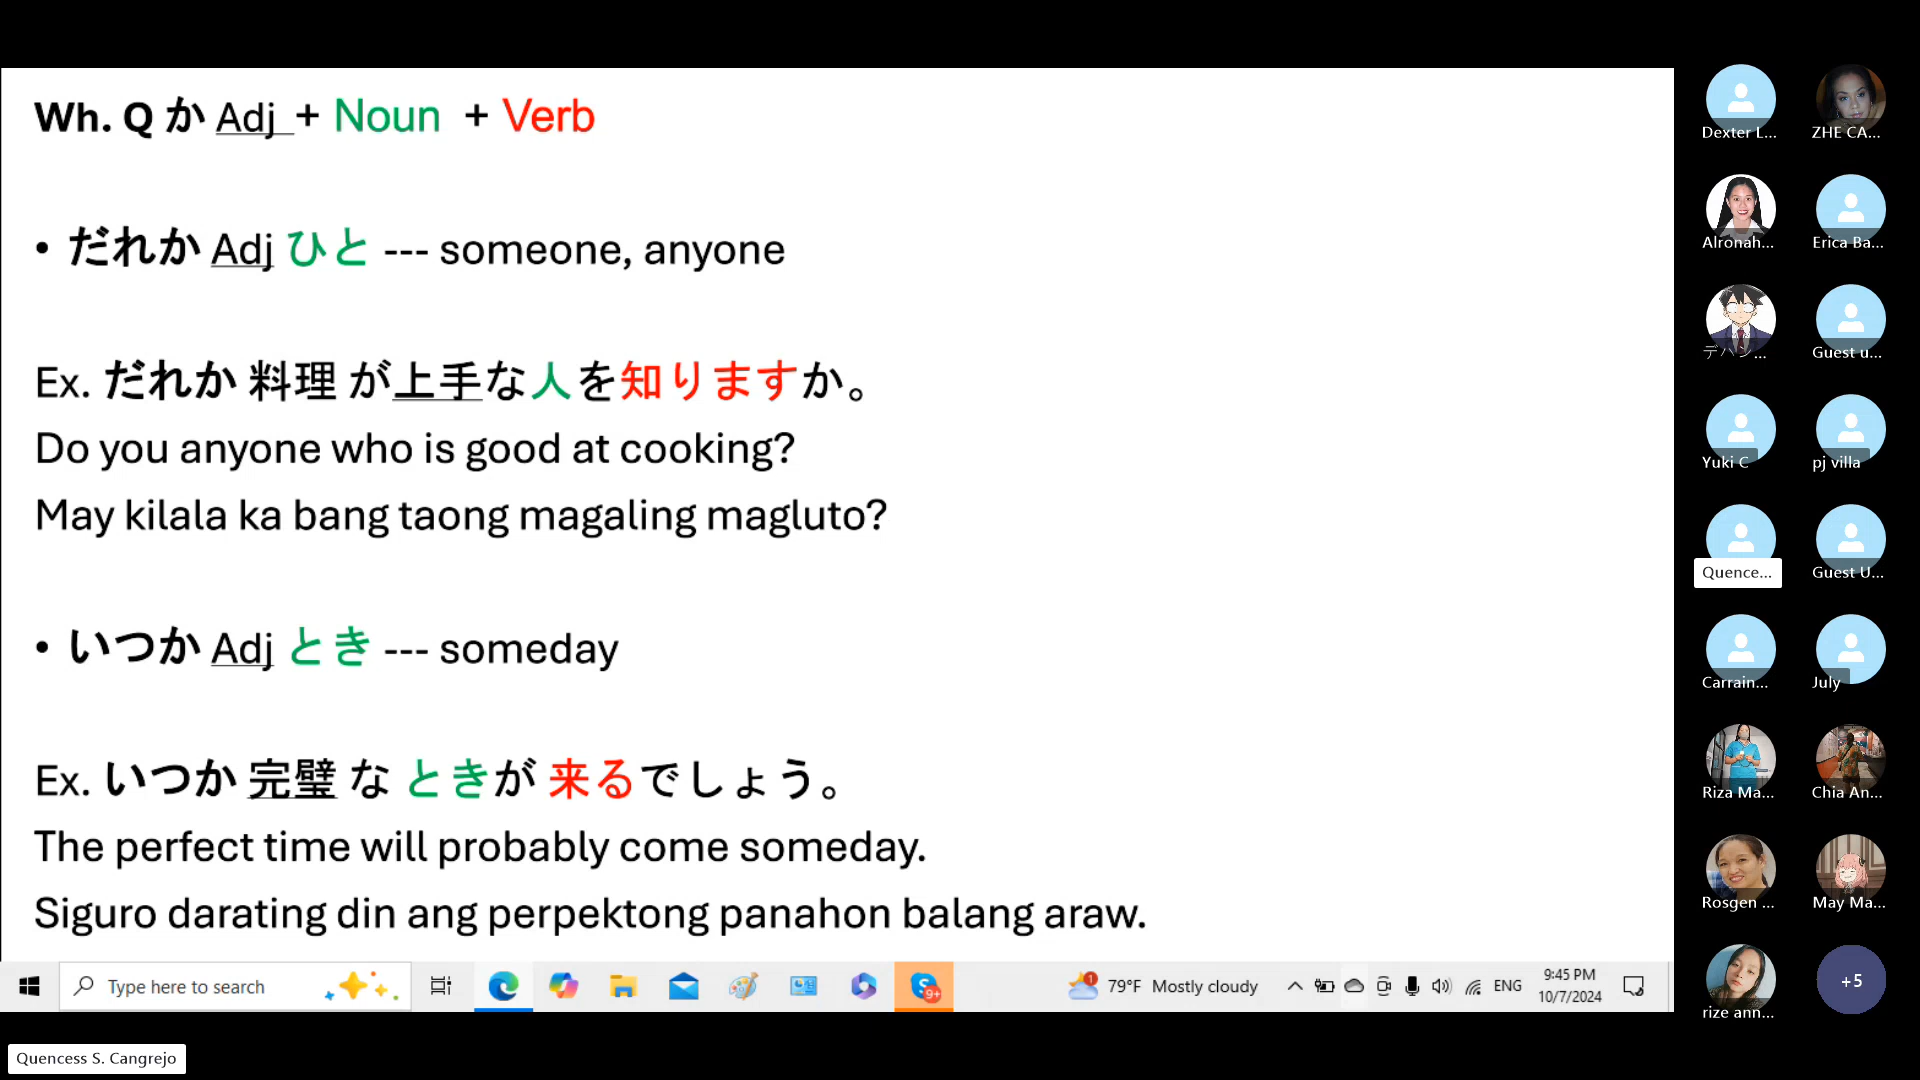 Wh. Q か Adj + Noun + Verb
• だれか Adj ひと --- someone, anyone
Ex. だれか 料理 が上手な人を知りますか。
Do you anyone who is good at cooking?
May kilala ka bang taong magaling magluto?
• いつか Adj とき --- someday
Ex. いつか 完璧 な ときが 来るでしょう。
The perfect time will probably come someday.
Siguro darating din ang perpektong panahon balang araw.
Type here to search
9+
1
79°F Mostly cloudy
ENG
9:45 PM
10/7/2024
Quencess S. Cangrejo
Dexter L...
ZHE CA...
Alronah...
Erica Ba...
デハン...
Guest u...
Yuki C
pj villa
Quence...
Guest U...
Carrain...
July
Riza Ma...
Chia An...
Rosgen ...
May Ma...
rize ann...
+5